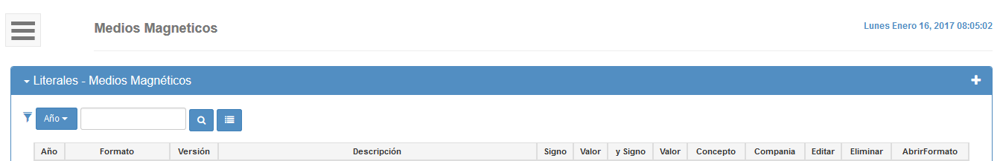 Medios Magneticos
Lunes Enero 16, 2017 08:05:02
Literales - Medios Magnéticos
Año
Año Formato Versión Descripción Signo Valor y Signo Valor Concepto Compania Editar Eliminar AbrirFormato